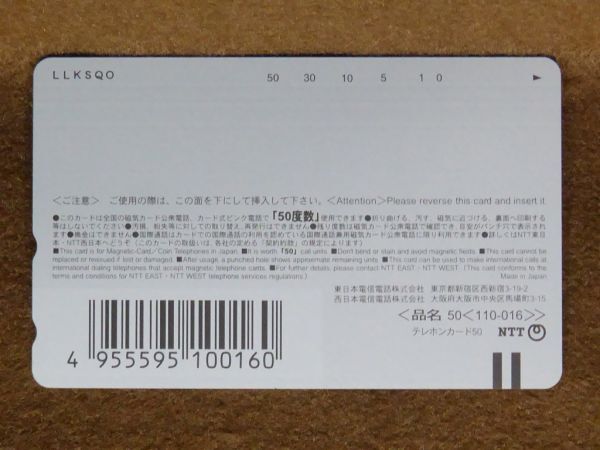 LLKSQO 50 30 10 5 1 0
＜ご注意＞ ご使用の際は、この面を下にして挿入して下さい。＜Attention＞Please reverse this card and insert it
●このカードは全国の磁気カード公衆電話、カード式ピンク電話で「50度数」使用できます●折り曲げる、汚す、磁気に近づける、裏面へ印刷する
等はしないでください●汚損、紛失等に対しての取り替え、再発行はできません●残り度数は磁気カード公衆電話で確認でき、目安がパンチ穴で表示されま
す●換金はできません●国際通話はカードでの国際通話の利用を認めている国際通話兼用磁気カード公衆電話に限り利用できます●詳しくはNTT東日
本・NTT西日本へどうぞ（このカードの取扱いは、各社の定める「契約約款」の規定によります）
■This card is for Magnetic-Card／Coin Telephones in Japan. ■It is worth「50」call units. ■Don't bend or stain and avoid magnetic fields. ■This card cannot be
replaced or reissued if lost or damaged. ■After usage, a punched hole shows approximate remaining units. ■This card can be used to make international calls at
international dialing telephones that accept magnetic telephone cards. ■For further details, please contact NTT EAST・NTT WEST. (This card conforms to the
terms and conditions of NTT EAST・NTT WEST telephone services regulations.) Made in Japan
東日本電信電話株式会社 東京都新宿区西新宿3-19-2
西日本電信電話株式会社 大阪府大阪市中央区馬場町3-15
＜品名 50＜110-016＞＞
テレホンカード50 NTT
4 955595 100160